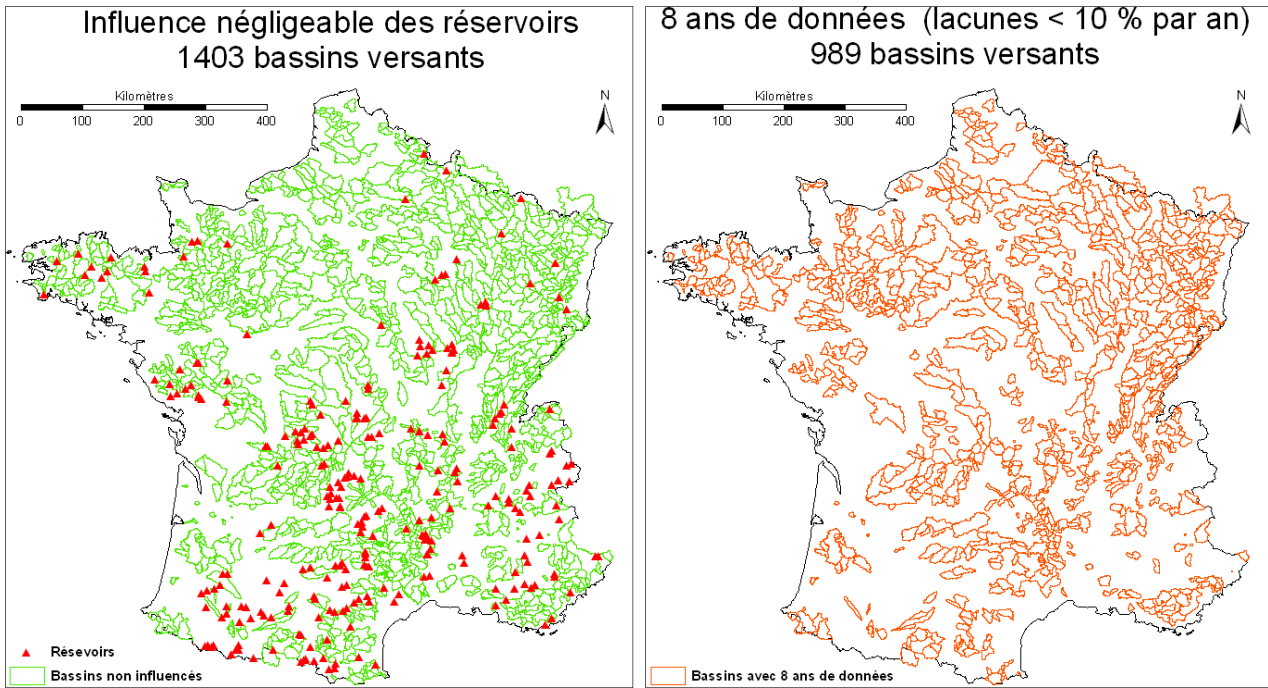 Influence négligeable des réservoirs
1403 bassins versants
Kilomètres
0 100 200 300 400
N
Résevoirs
Bassins non influencés
8 ans de données (lacunes < 10 % par an)
989 bassins versants
Kilomètres
0 100 200 300 400
N
Bassins avec 8 ans de données